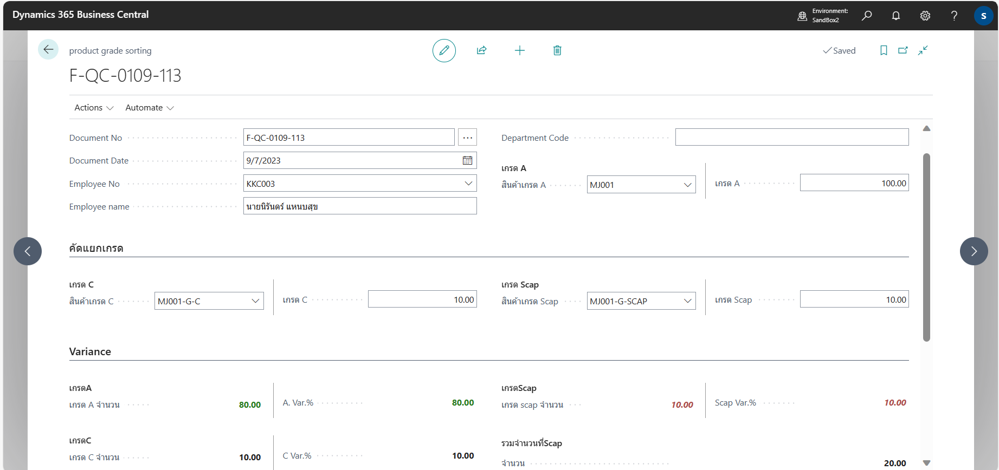 Dynamics 365 Business Central
Environment:
SandBox2
S
product grade sorting
Saved
F-QC-0109-113
Actions
Automate
Document No
F-QC-0109-113
Document Date
9/7/2023
Employee No
KKC003
Employee name
นายนิรันดร์ แหนบสุข
Department Code
เกรด A
สินค้าเกรด A
MJ001
เกรด A
100.00
คัดแยกเกรด
เกรด C
สินค้าเกรด C
MJ001-G-C
เกรด C
10.00
เกรด Scap
สินค้าเกรด Scap
MJ001-G-SCAP
เกรด Scap
10.00
Variance
เกรดA
เกรด A จำนวน
80.00
A. Var.%
80.00
เกรดScap
เกรด scap จำนวน
10.00
Scap Var.%
10.00
เกรดC
เกรด C จำนวน
10.00
C Var.%
10.00
รวมจำนวนที่Scap
จำนวน
20.00